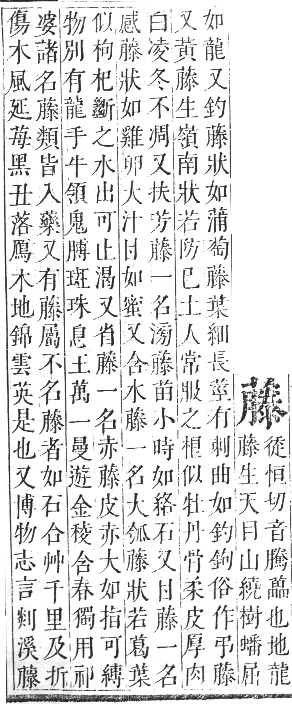 藤
徒恒切音騰藟也地龍
藤生天目山繞樹蟠屈
如龍又釣藤狀如蒲萄藤葉細長莖有刺曲如釣鉤俗作弔藤
又黃藤生嶺南狀若防巳土人常服之根似牡丹骨柔皮厚肉
白凌冬不凋又扶芳藤一名滂藤苗小時如絡石又日藤一名
感藤狀如雞卵大汁日如蜜又含水藤一名大瓠藤狀若葛葉
似枸杞斷之水出可止渴又省藤一名赤藤皮赤大如指可縛
物別有龍手牛領鬼膊斑珠息王萬一曼遊金稜含春獨用祁
婆諸名藤類皆入藥又有藤屬不名藤者如石合艸千里及折
傷木風延苺黑丑落鴈木地錦雲英是也又博物志言剡溪藤